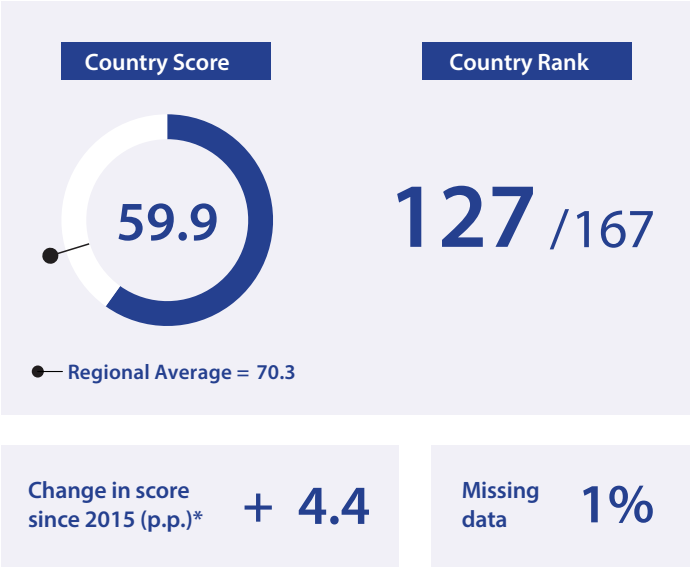 Country Score
Country Rank
59.9
127 /167
Regional Average = 70.3
Change in score
since 2015 (p.p.)*
+ 4.4
Missing
data
1%